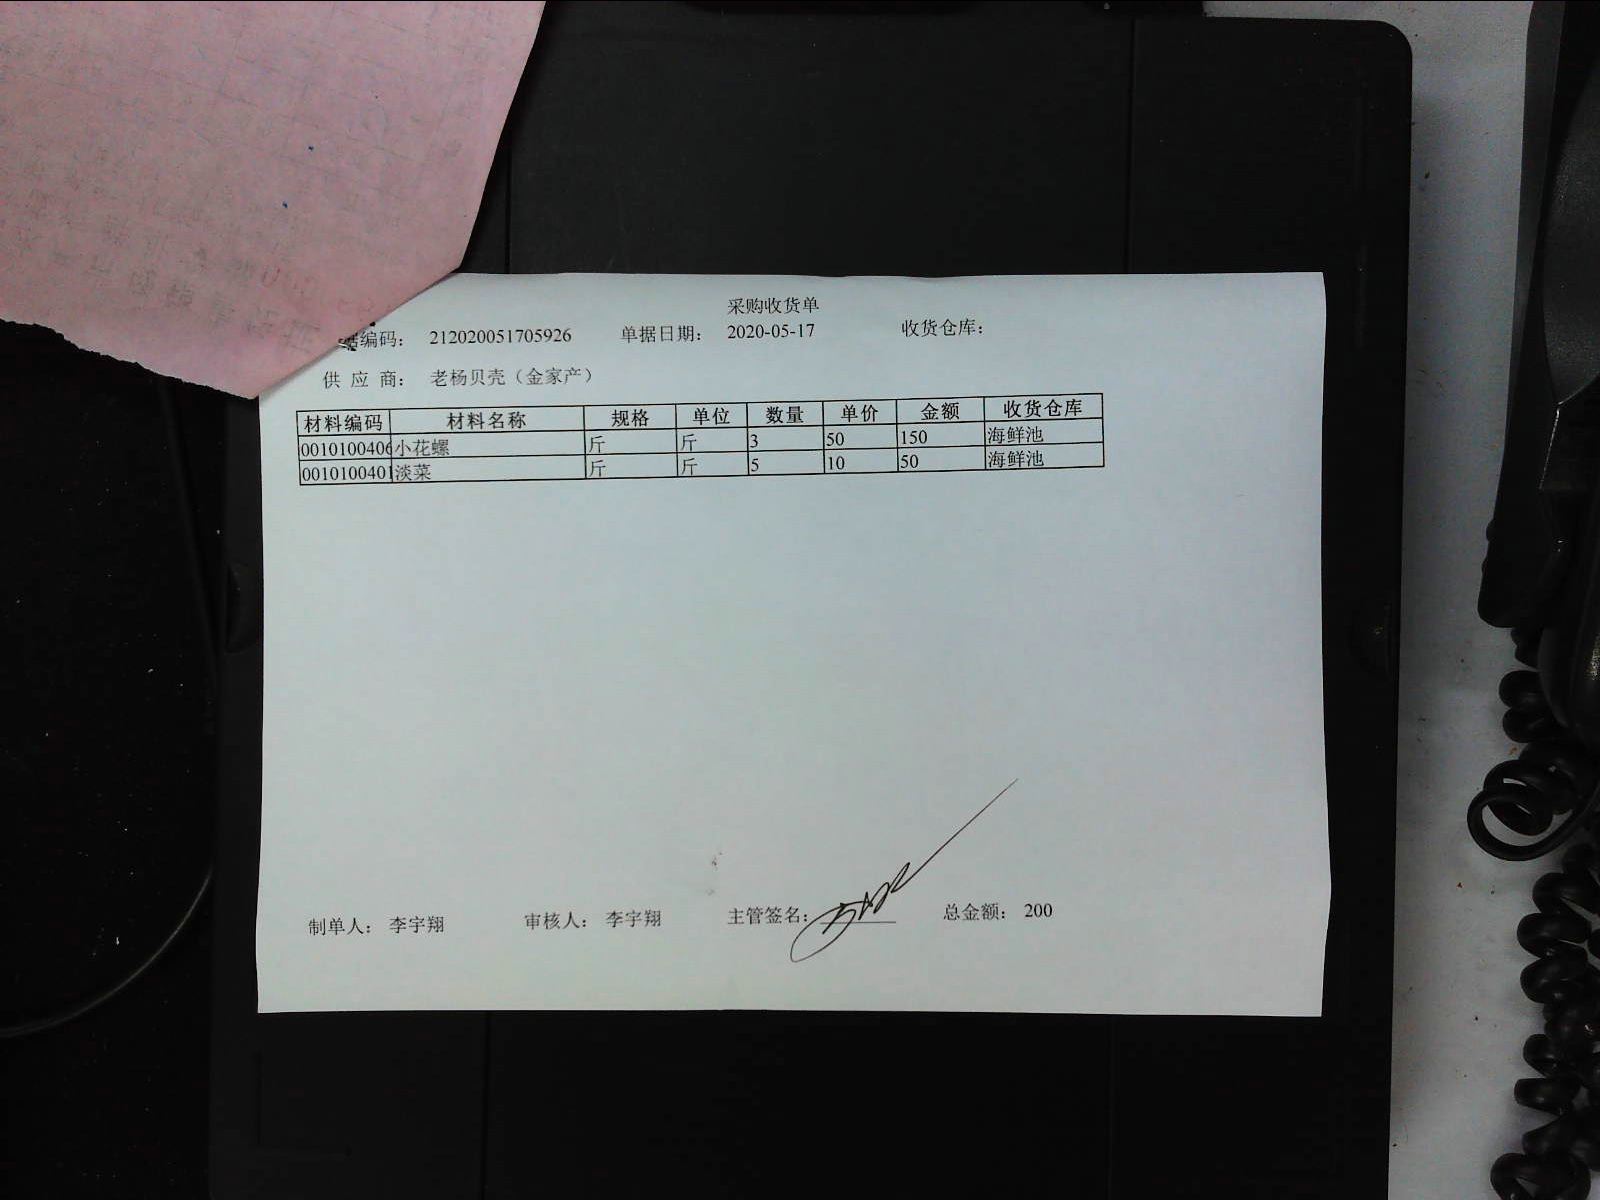 采购收货单
据编码： 212020051705926 单据日期： 2020-05-17 收货仓库：
供 应 商： 老杨贝壳（金家产）
材料编码 材料名称 规格 单位 数量 单价 金额 收货仓库
0010100406 小花螺 斤 斤 3 50 150 海鲜池
0010100401 淡菜 斤 斤 5 10 50 海鲜池
制单人： 李宇翔 审核人： 李宇翔 主管签名： 总金额： 200